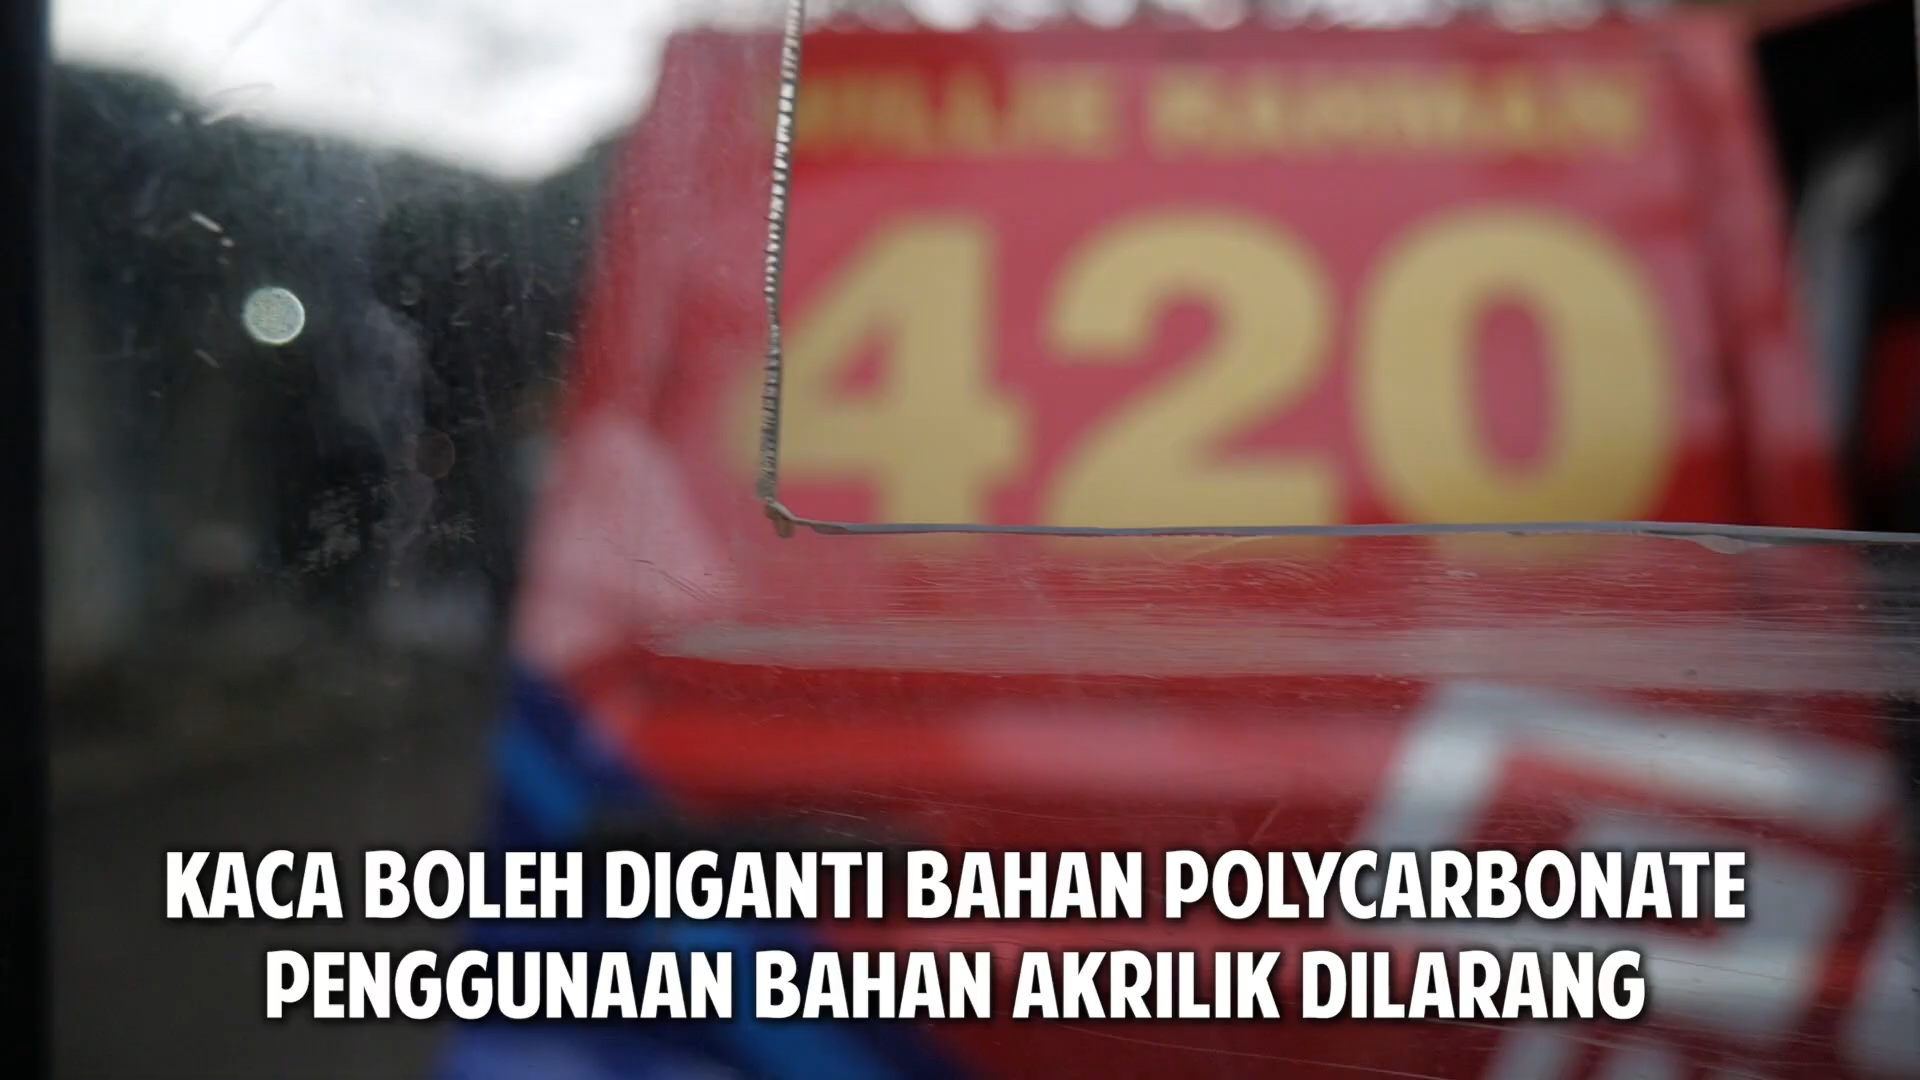 420
KACA BOLEH DIGANTI BAHAN POLYCARBONATE
PENGGUNAAN BAHAN AKRILIK DILARANG